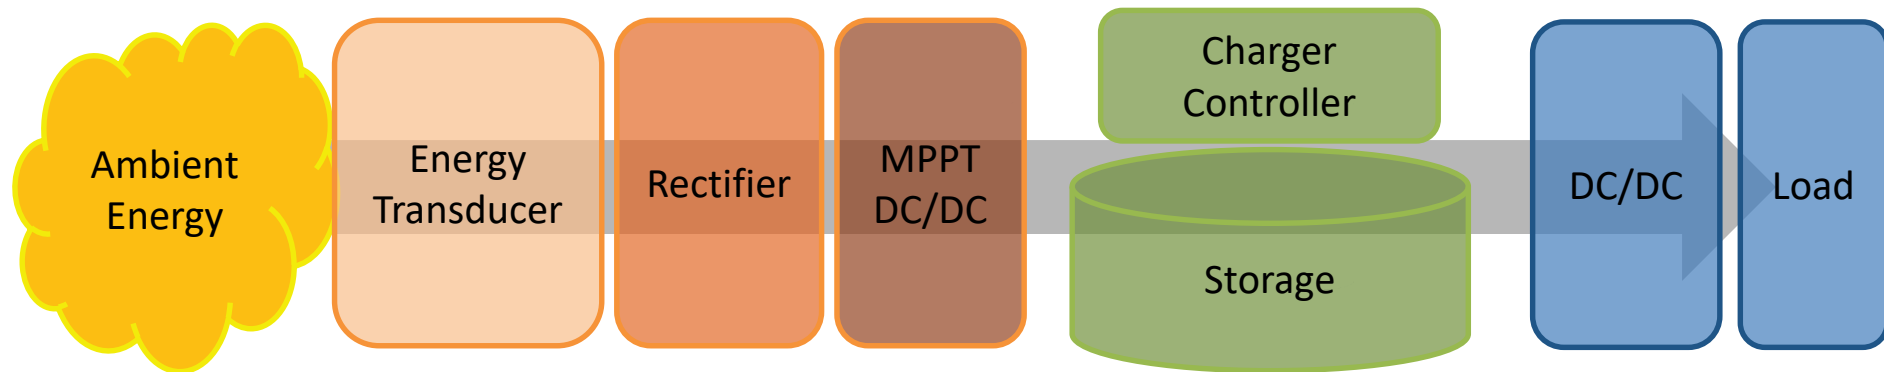 Ambient
Energy
Energy
Transducer
Rectifier
MPPT
DC/DC
Charger
Controller
Storage
DC/DC
Load